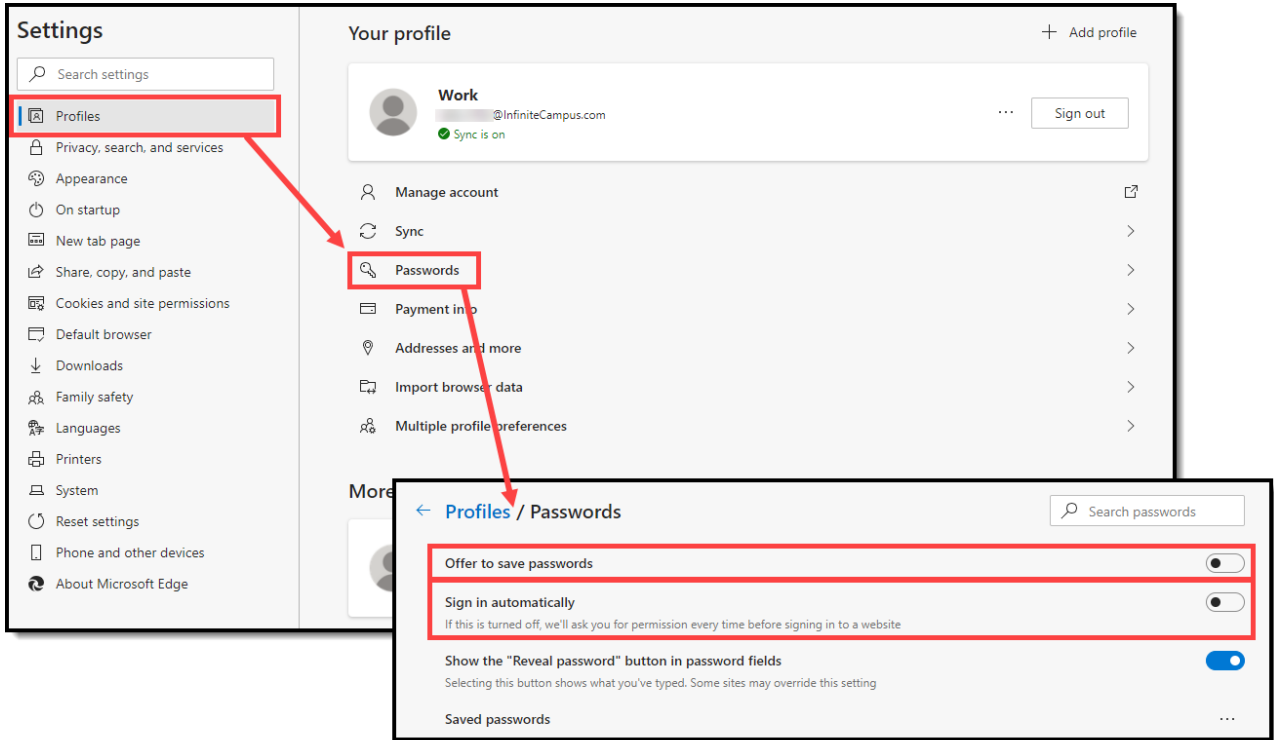 Settings
Search settings
Profiles
Privacy, search, and services
Appearance
On startup
New tab page
Share, copy, and paste
Cookies and site permissions
Default browser
Downloads
Family safety
Languages
Printers
System
Reset settings
Phone and other devices
About Microsoft Edge
Your profile
Add profile
Work
@InfiniteCampus.com
Sync is on
Sign out
Manage account
Sync
Passwords
Payment info
Addresses and more
Import browser data
Multiple profile preferences
More
Profiles / Passwords
Search passwords
Offer to save passwords
Sign in automatically
If this is turned off, we'll ask you for permission every time before signing in to a website
Show the "Reveal password" button in password fields
Selecting this button shows what you've typed. Some sites may override this setting
Saved passwords